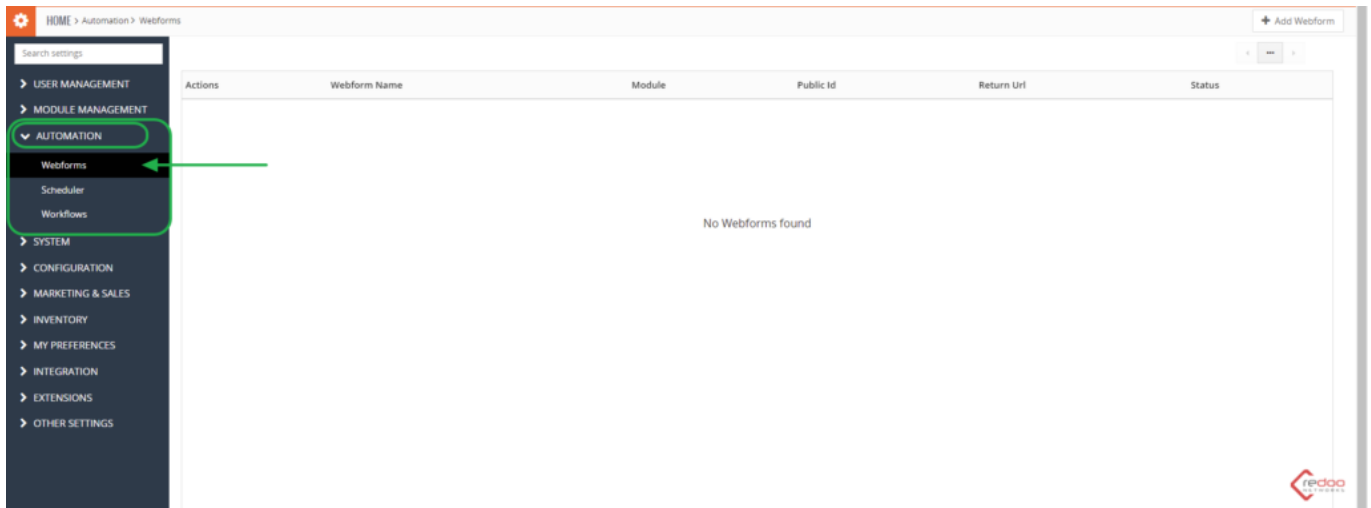 HOME > Automation > Webforms
+ Add Webform
Search settings
USER MANAGEMENT
MODULE MANAGEMENT
AUTOMATION
Webforms
Scheduler
Workflows
SYSTEM
CONFIGURATION
MARKETING & SALES
INVENTORY
MY PREFERENCES
INTEGRATION
EXTENSIONS
OTHER SETTINGS
Actions Webform Name Module Public Id Return Url Status
No Webforms found
redoo
NETWORKS